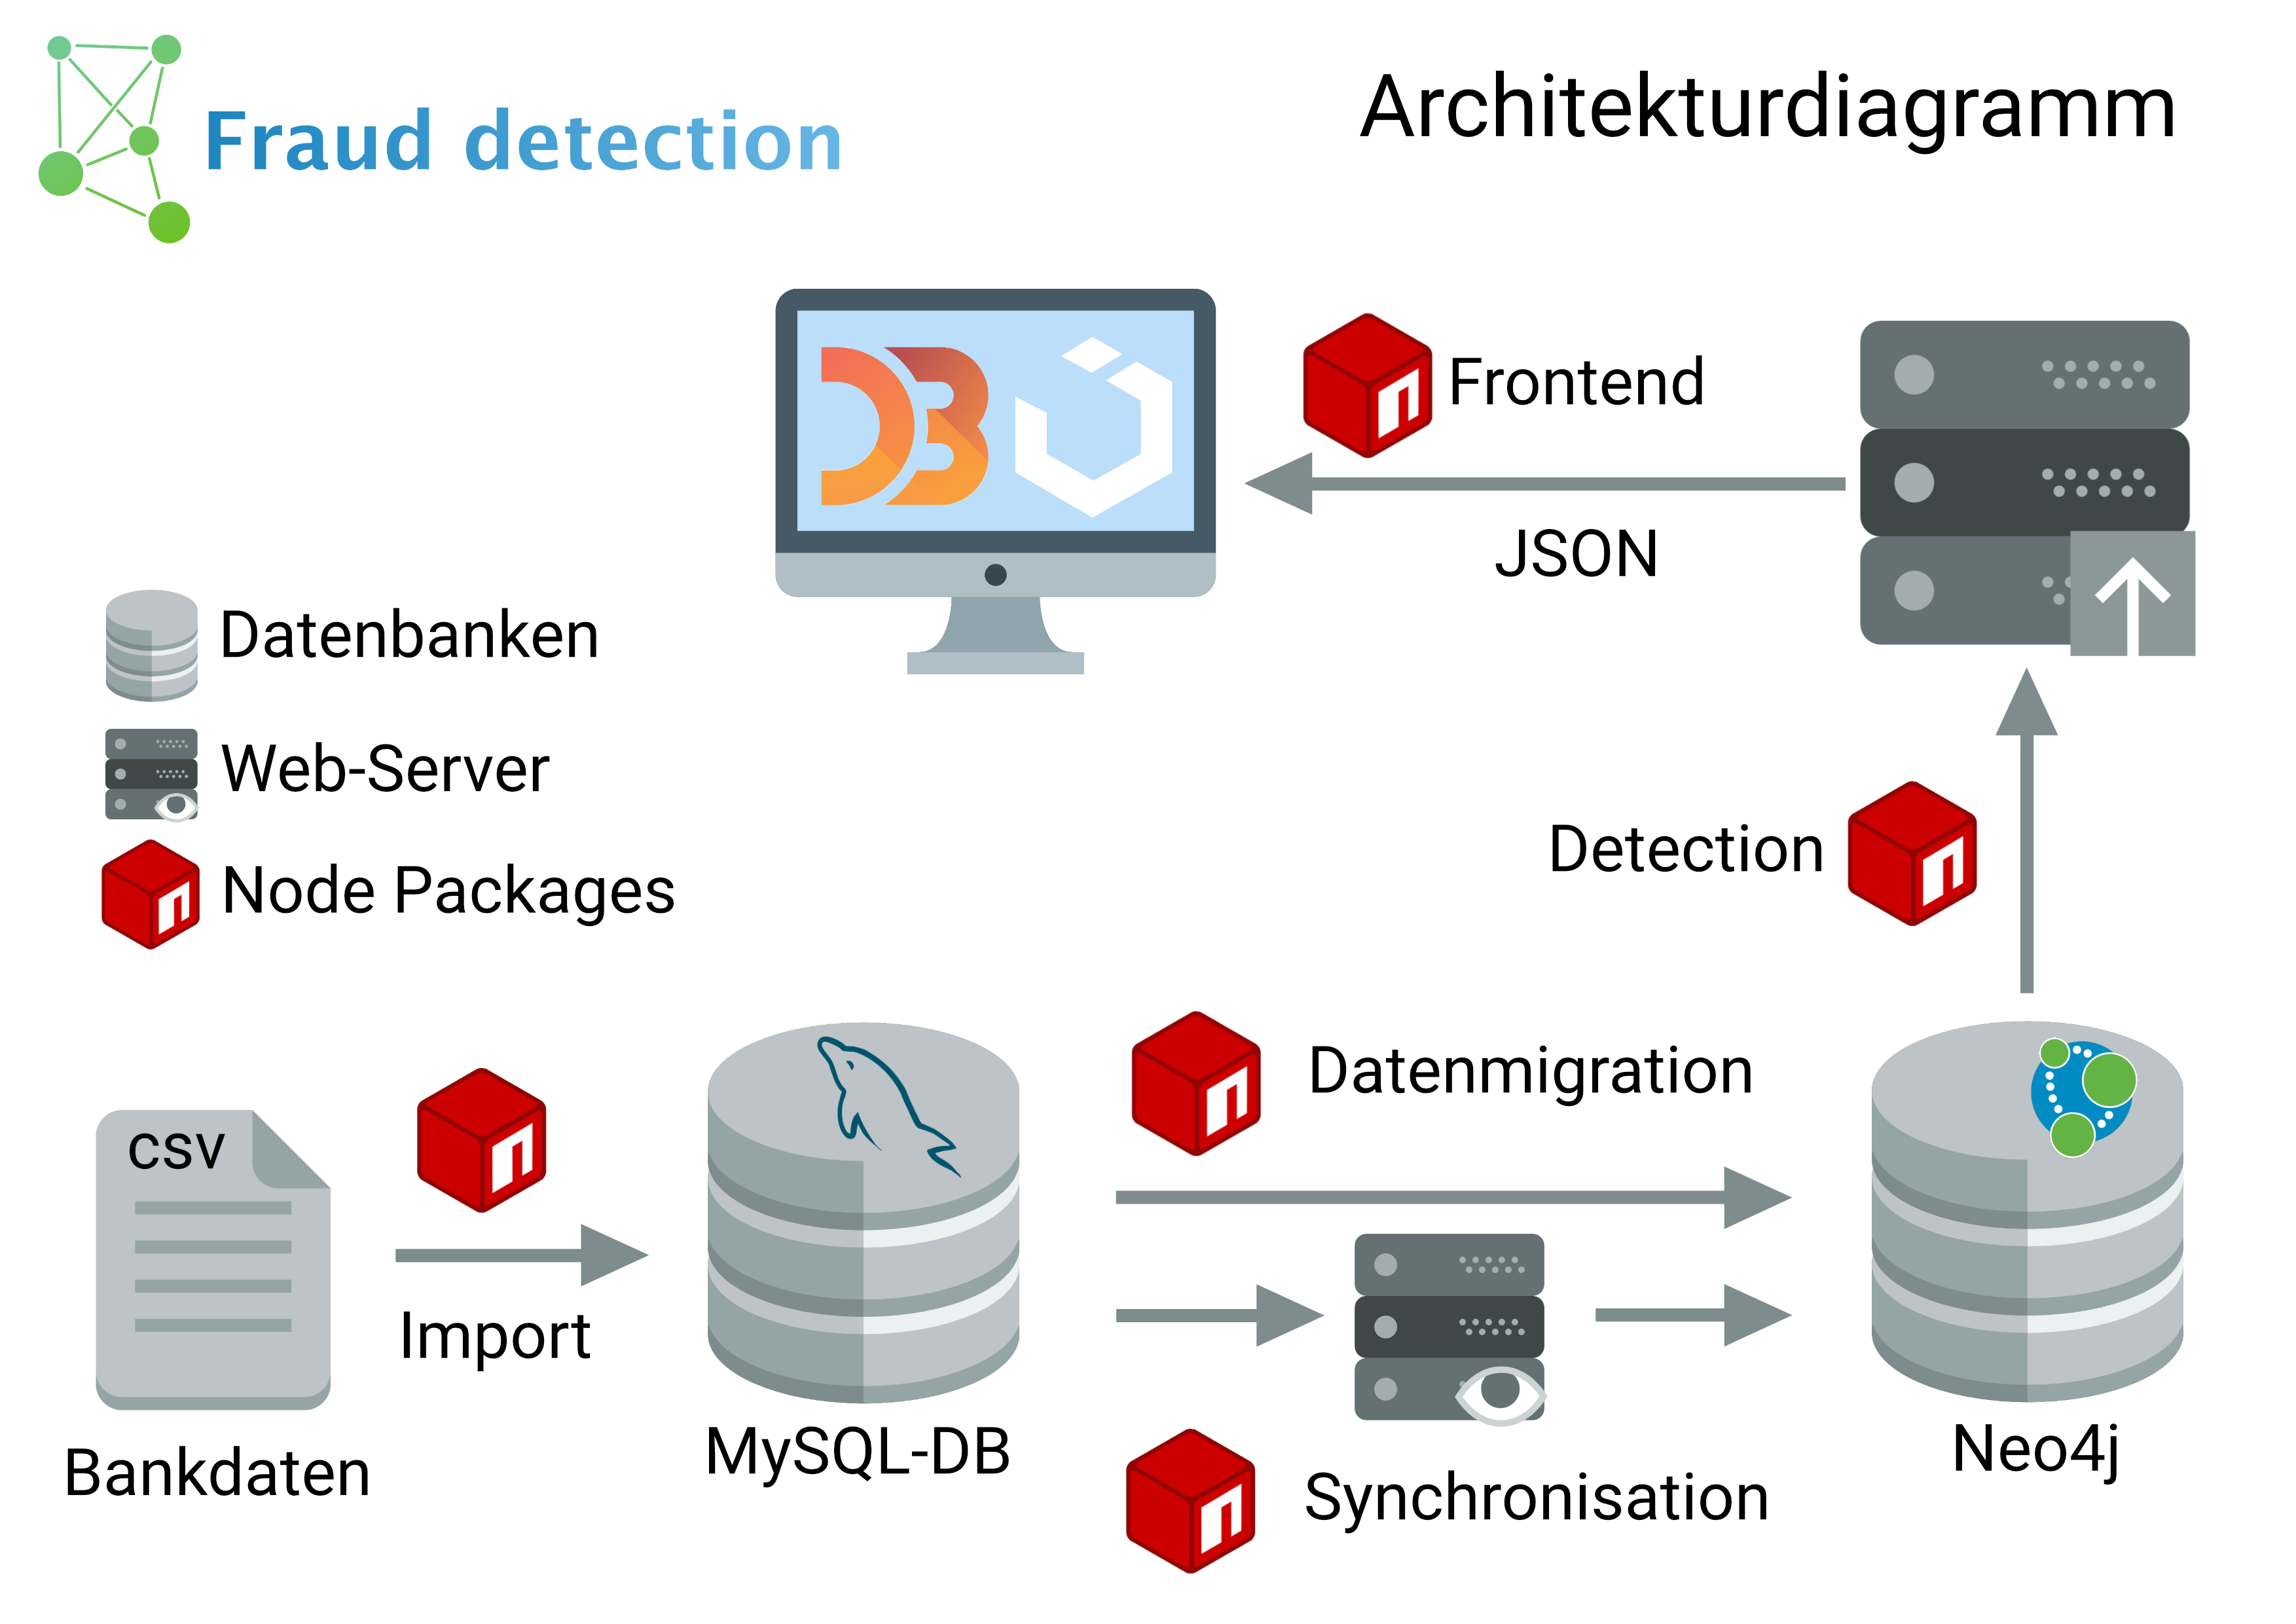 Fraud detection
Architekturdiagramm
Frontend
JSON
Datenbanken
Web-Server
Node Packages
Detection
Datenmigration
CSV
Import
Bankdaten
MySQL-DB
Synchronisation
Neo4j